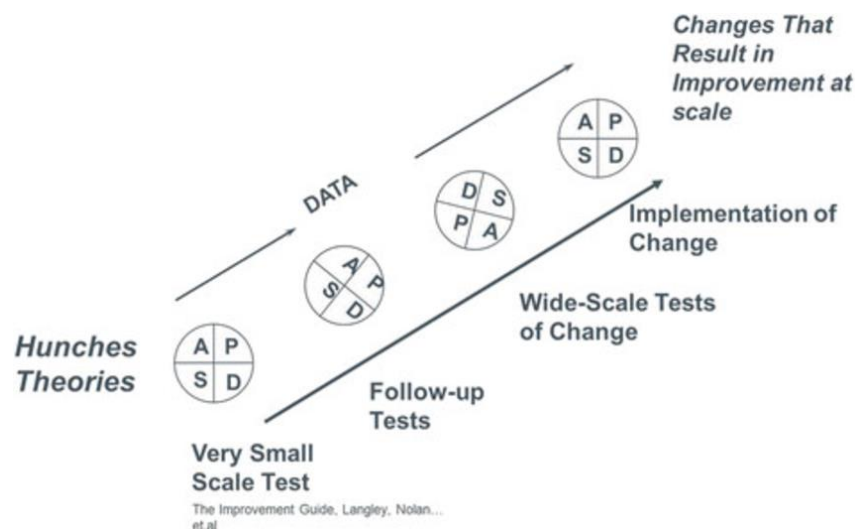 Changes That
Result in
Improvement at
scale
A P
S D
DATA
D S
P A
Implementation of
Change
A P
S D
Wide-Scale Tests
of Change
Hunches
Theories
A P
S D
Follow-up
Tests
Very Small
Scale Test
The Improvement Guide, Langley, Nolan...
et.al